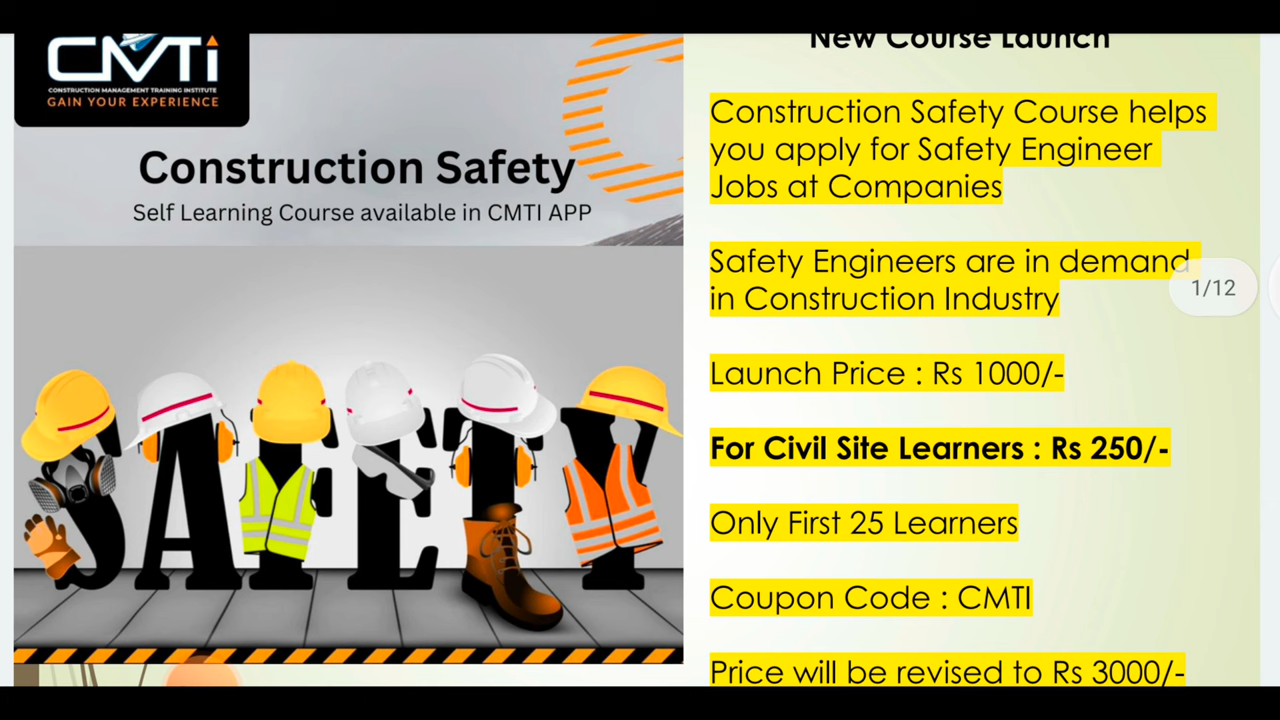 CMTi
CONSTRUCTION MANAGEMENT TRAINING INSTITUTE
GAIN YOUR EXPERIENCE
Construction Safety
Self Learning Course available in CMTI APP
SAFETY
New Course Launch
Construction Safety Course helps
you apply for Safety Engineer
Jobs at Companies
Safety Engineers are in demand
in Construction Industry
1/12
Launch Price : Rs 1000/-
For Civil Site Learners : Rs 250/-
Only First 25 Learners
Coupon Code : CMTI
Price will be revised to Rs 3000/-